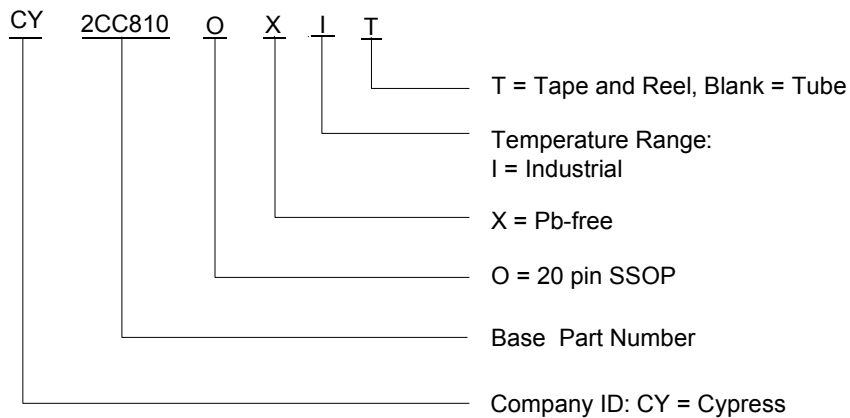 CY 2CC810 O X I T
T = Tape and Reel, Blank = Tube
Temperature Range:
I = Industrial
X = Pb-free
O = 20 pin SSOP
Base Part Number
Company ID: CY = Cypress